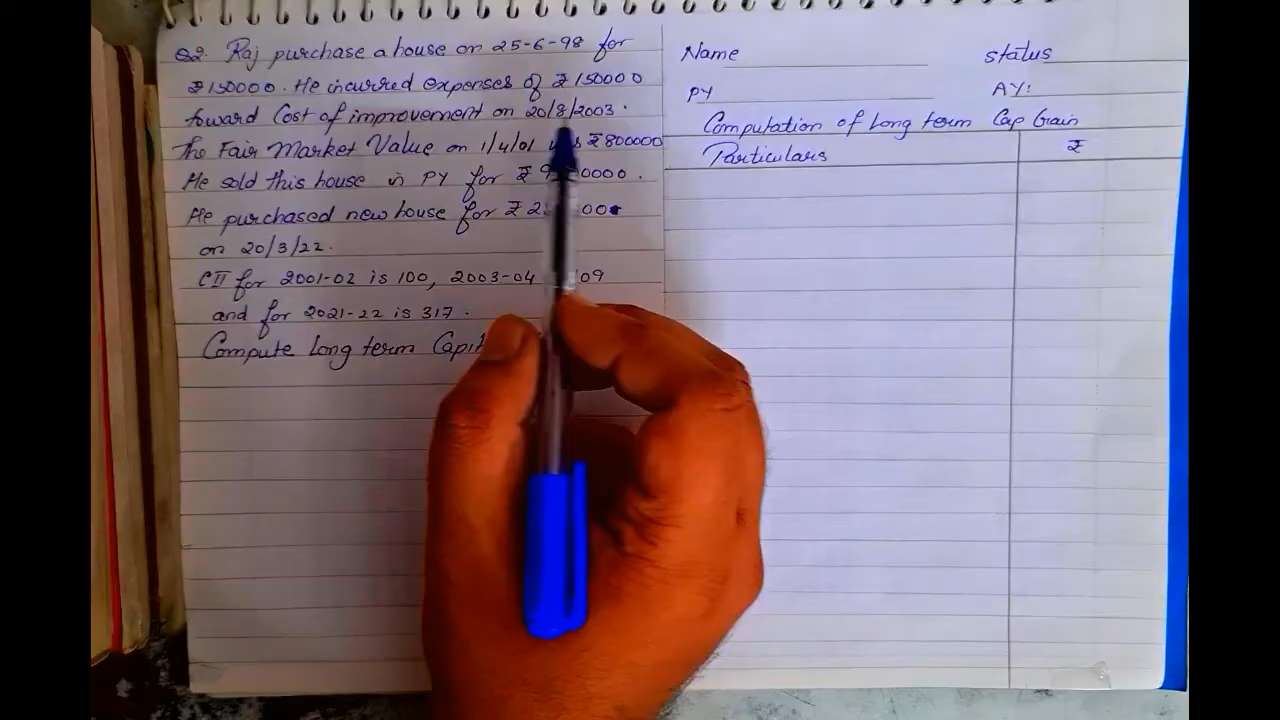 Q2. Raj purchase a house on 25-6-98 for
₹150000. He incurred expenses of ₹150000
toward Cost of improvement on 20/8/2003.
The Fair Market Value on 1/4/01 ₹800000
He sold this house in PY for ₹
He purchased new house for ₹
on 20/3/22.
CII for 2001-02 is 100, 2003-04
and for 2021-22 is 317.
Compute Long term
Name status
PY AY:
Computation of Long term Cap Gain
Particulars ₹